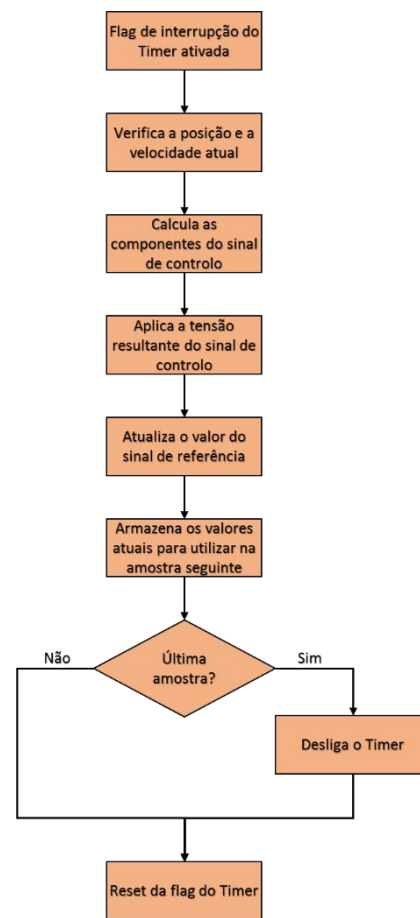 Flag de interrupção do
Timer ativada
Verifica a posição e a
velocidade atual
Calcula as
componentes do sinal
de controlo
Aplica a tensão
resultante do sinal de
controlo
Atualiza o valor do
sinal de referência
Armazena os valores
atuais para utilizar na
amostra seguinte
Não
Última
amostra?
Sim
Desliga o Timer
Reset da flag do Timer